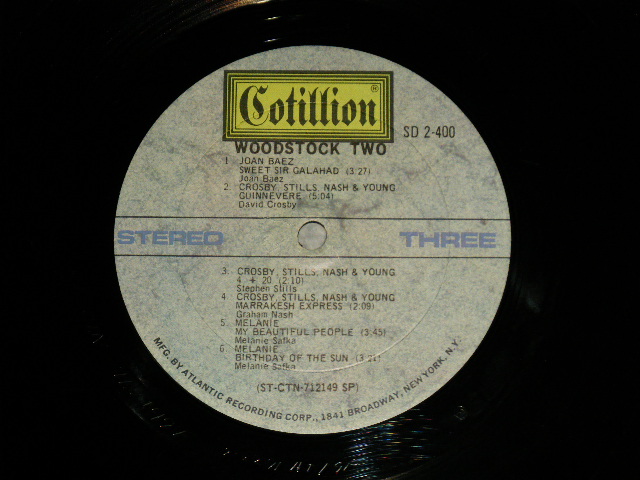 Cotillion®
SD 2-400
WOODSTOCK TWO
1. JOAN BAEZ
SWEET SIR GALAHAD (3:27)
Joan Baez
2. CROSBY, STILLS, NASH & YOUNG
GUINNEVERE (5:04)
David Crosby
STEREO THREE
3. CROSBY, STILLS, NASH & YOUNG
4 + 20 (2:10)
Stephen Stills
4. CROSBY, STILLS, NASH & YOUNG
MARRAKESH EXPRESS (2:09)
Graham Nash
5. MELANIE
MY BEAUTIFUL PEOPLE (3:45)
Melanie Safka
6. MELANIE
BIRTHDAY OF THE SUN (3:21)
Melanie Safka
(ST-CTN-712149 SP)
MFG. BY ATLANTIC RECORDING CORP., 1841 BROADWAY, NEW YORK, N.Y.